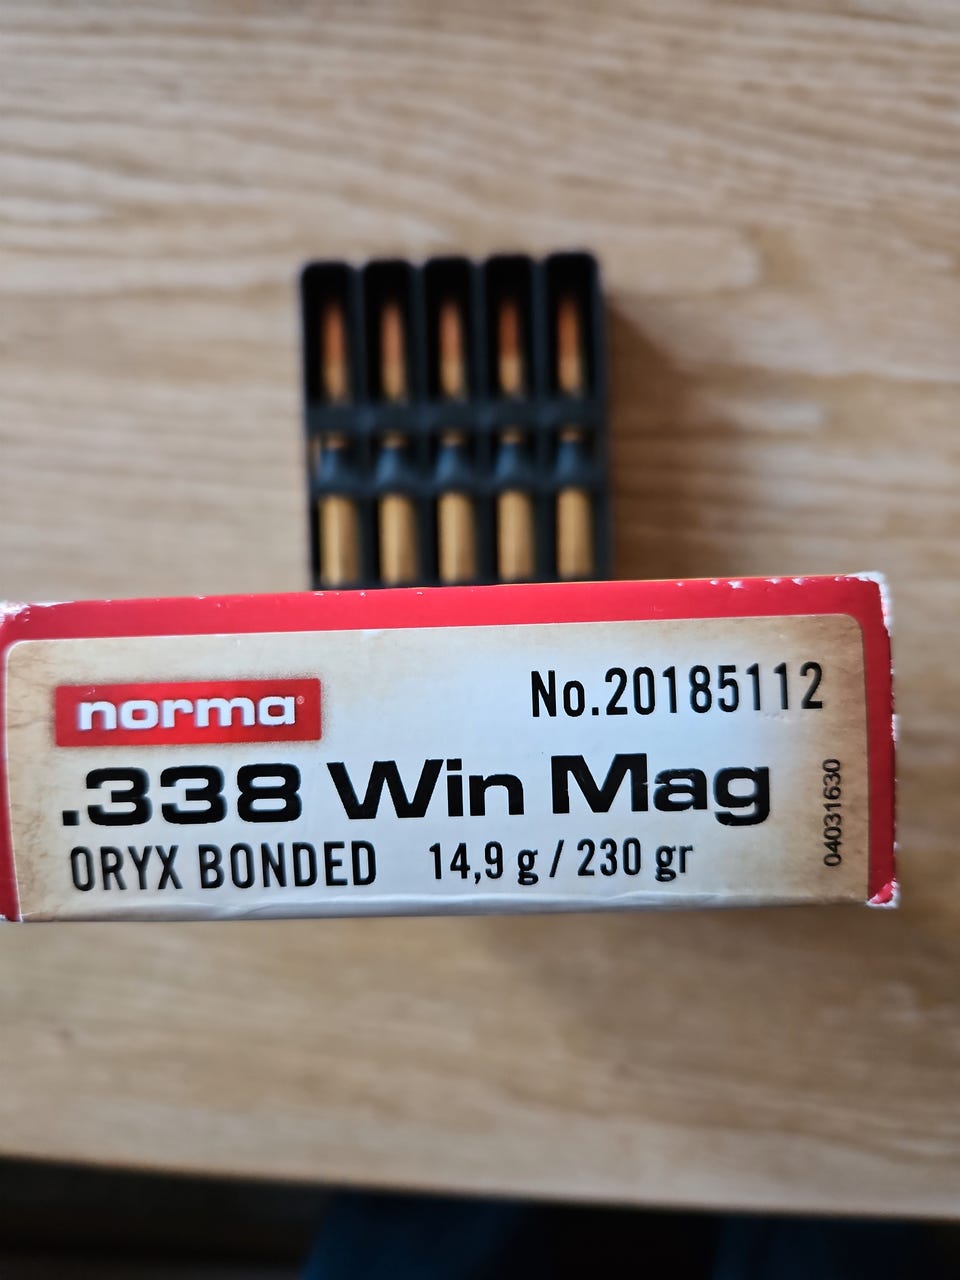 norma
No.20185112
.338 Win Mag
ORYX BONDED 14,9 g / 230 gr
04031630